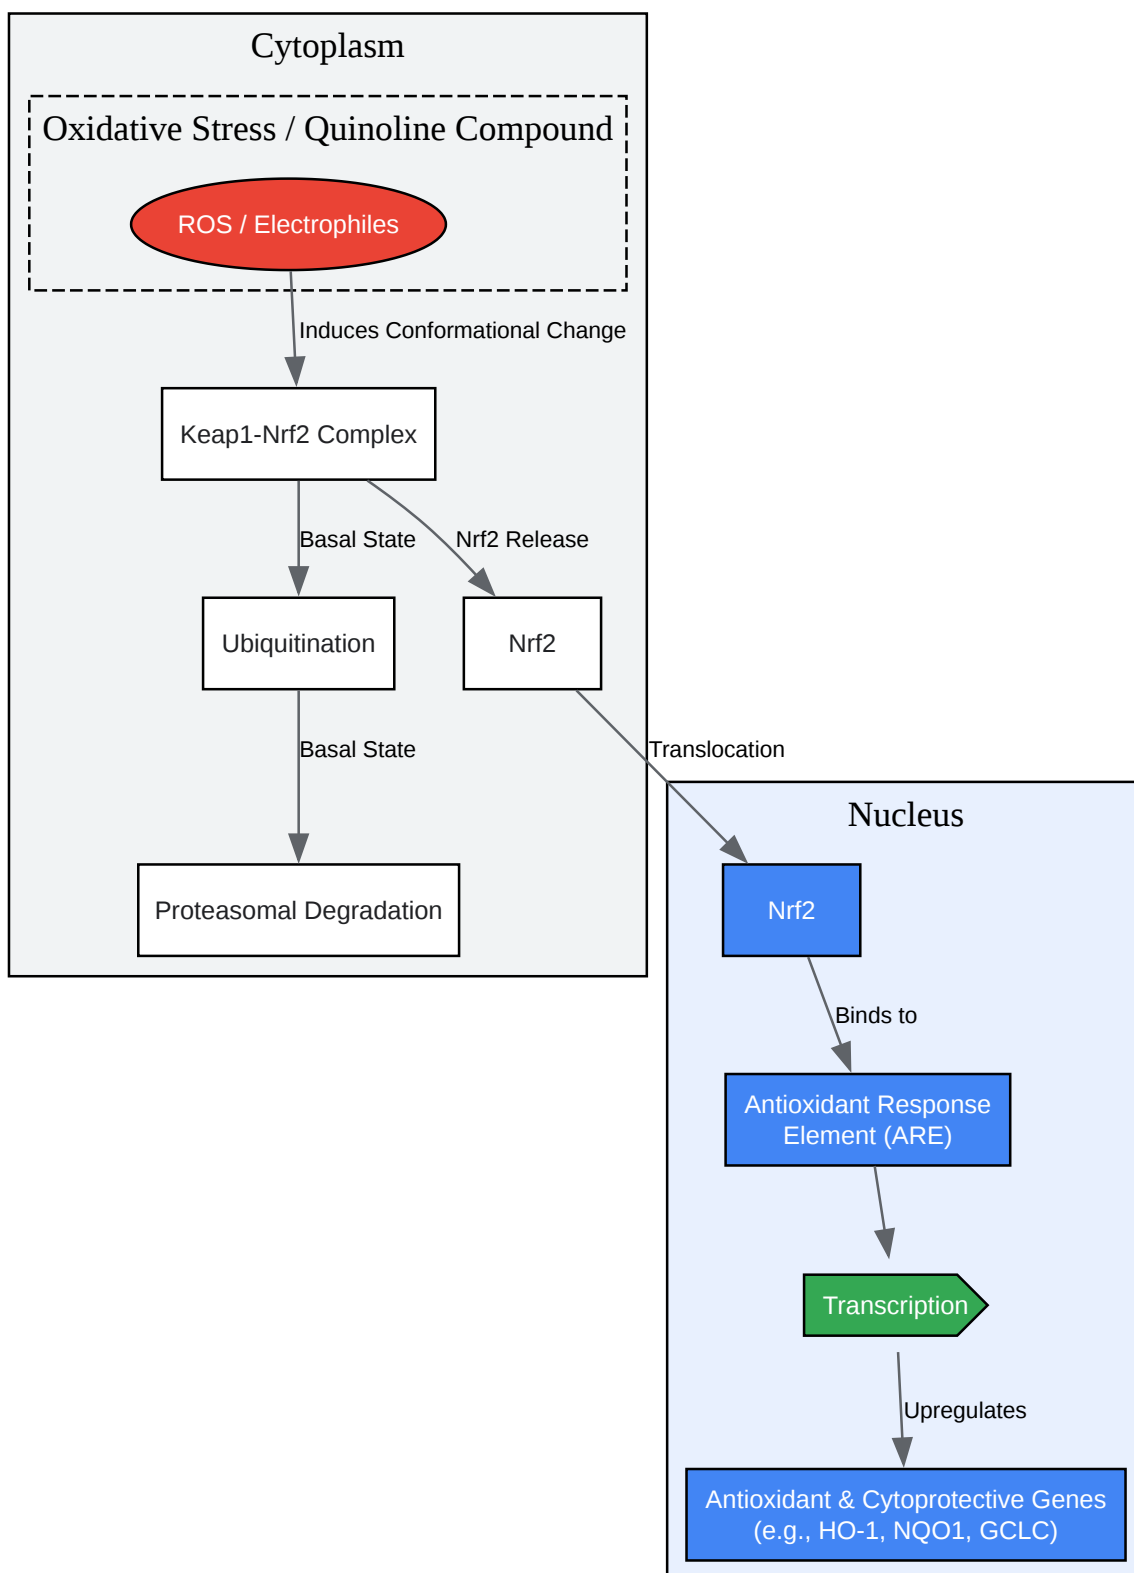 Cytoplasm
Oxidative Stress / Quinoline Compound
ROS / Electrophiles
Induces Conformational Change
Keap1-Nrf2 Complex
Basal State
Nrf2 Release
Ubiquitination
Nrf2
Basal State
Translocation
Proteasomal Degradation
Nucleus
Nrf2
Binds to
Antioxidant Response
Element (ARE)
Transcription
Upregulates
Antioxidant & Cytoprotective Genes
(e.g., HO-1, NQO1, GCLC)